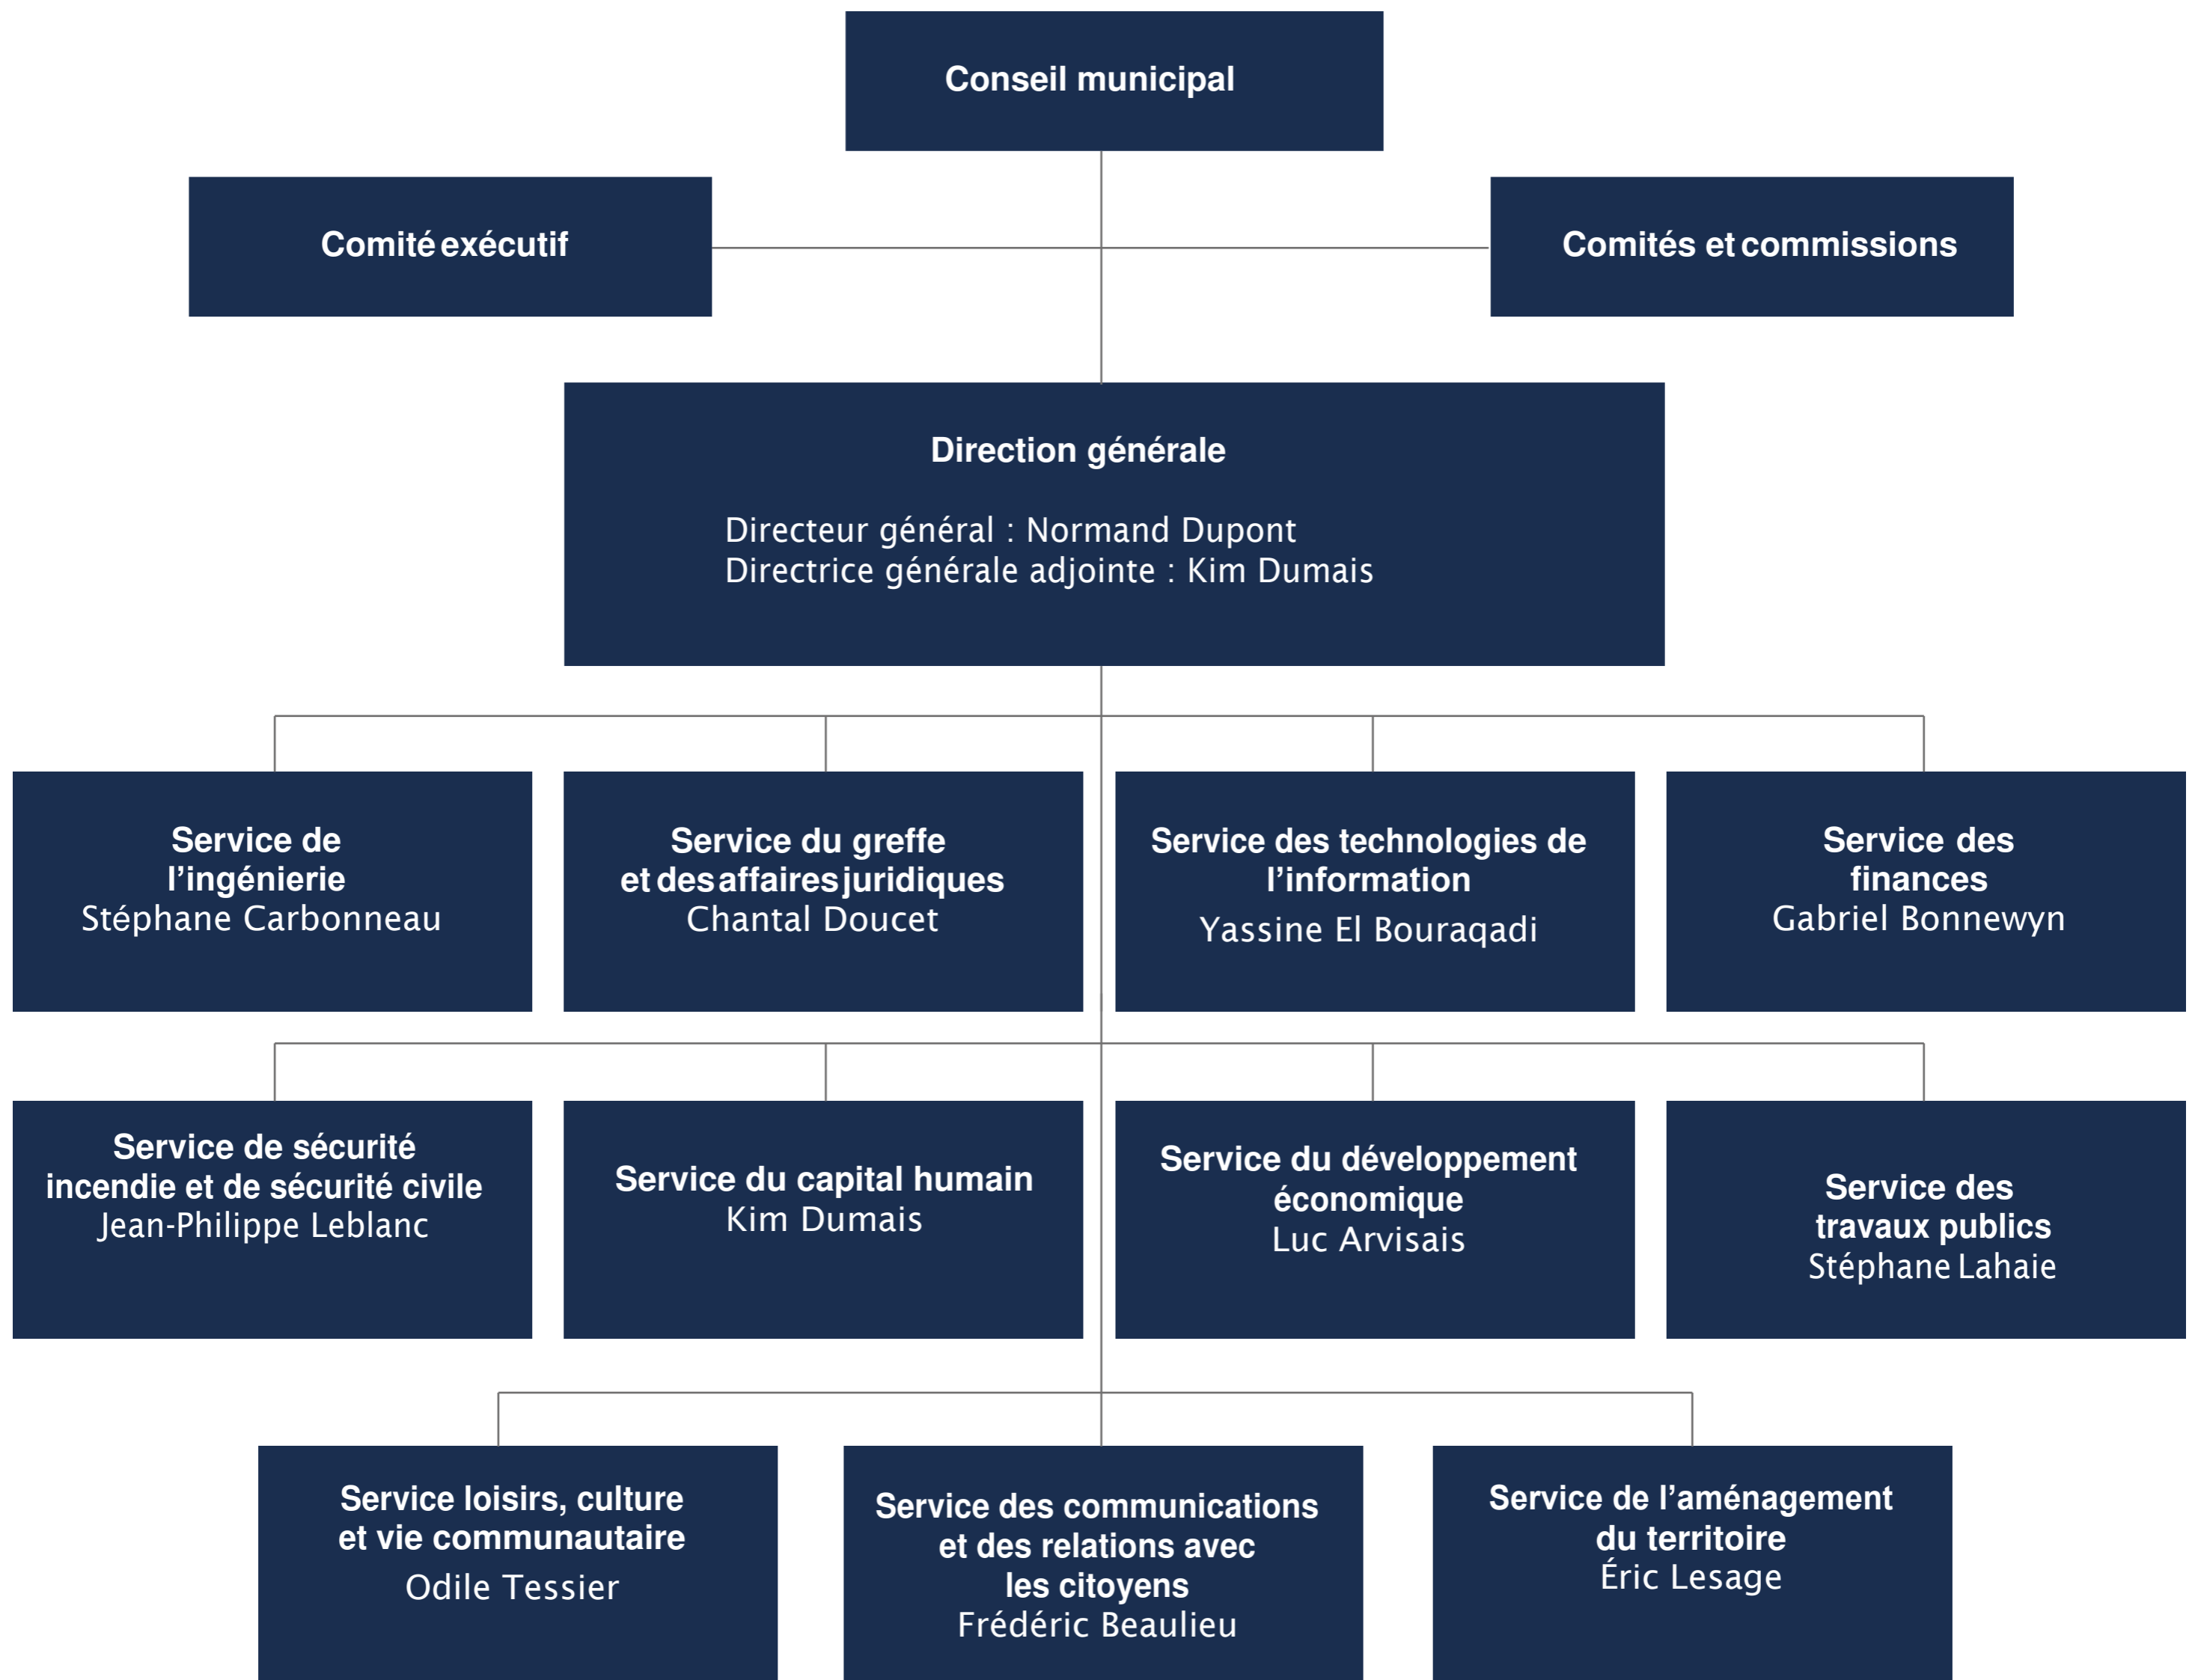 Conseil municipal
Comité exécutif
Comités et commissions
Direction générale
Directeur général : Normand Dupont
Directrice générale adjointe : Kim Dumais
Service de
l’ingénierie
Stéphane Carbonneau
Service du greffe
et des affaires juridiques
Chantal Doucet
Service des technologies de
l’information
Yassine El Bouraqadi
Service des
finances
Gabriel Bonnewyn
Service de sécurité
incendie et de sécurité civile
Jean-Philippe Leblanc
Service du capital humain
Kim Dumais
Service du développement
économique
Luc Arvisais
Service des
travaux publics
Stéphane Lahaie
Service loisirs, culture
et vie communautaire
Odile Tessier
Service des communications
et des relations avec
les citoyens
Frédéric Beaulieu
Service de l’aménagement
du territoire
Éric Lesage